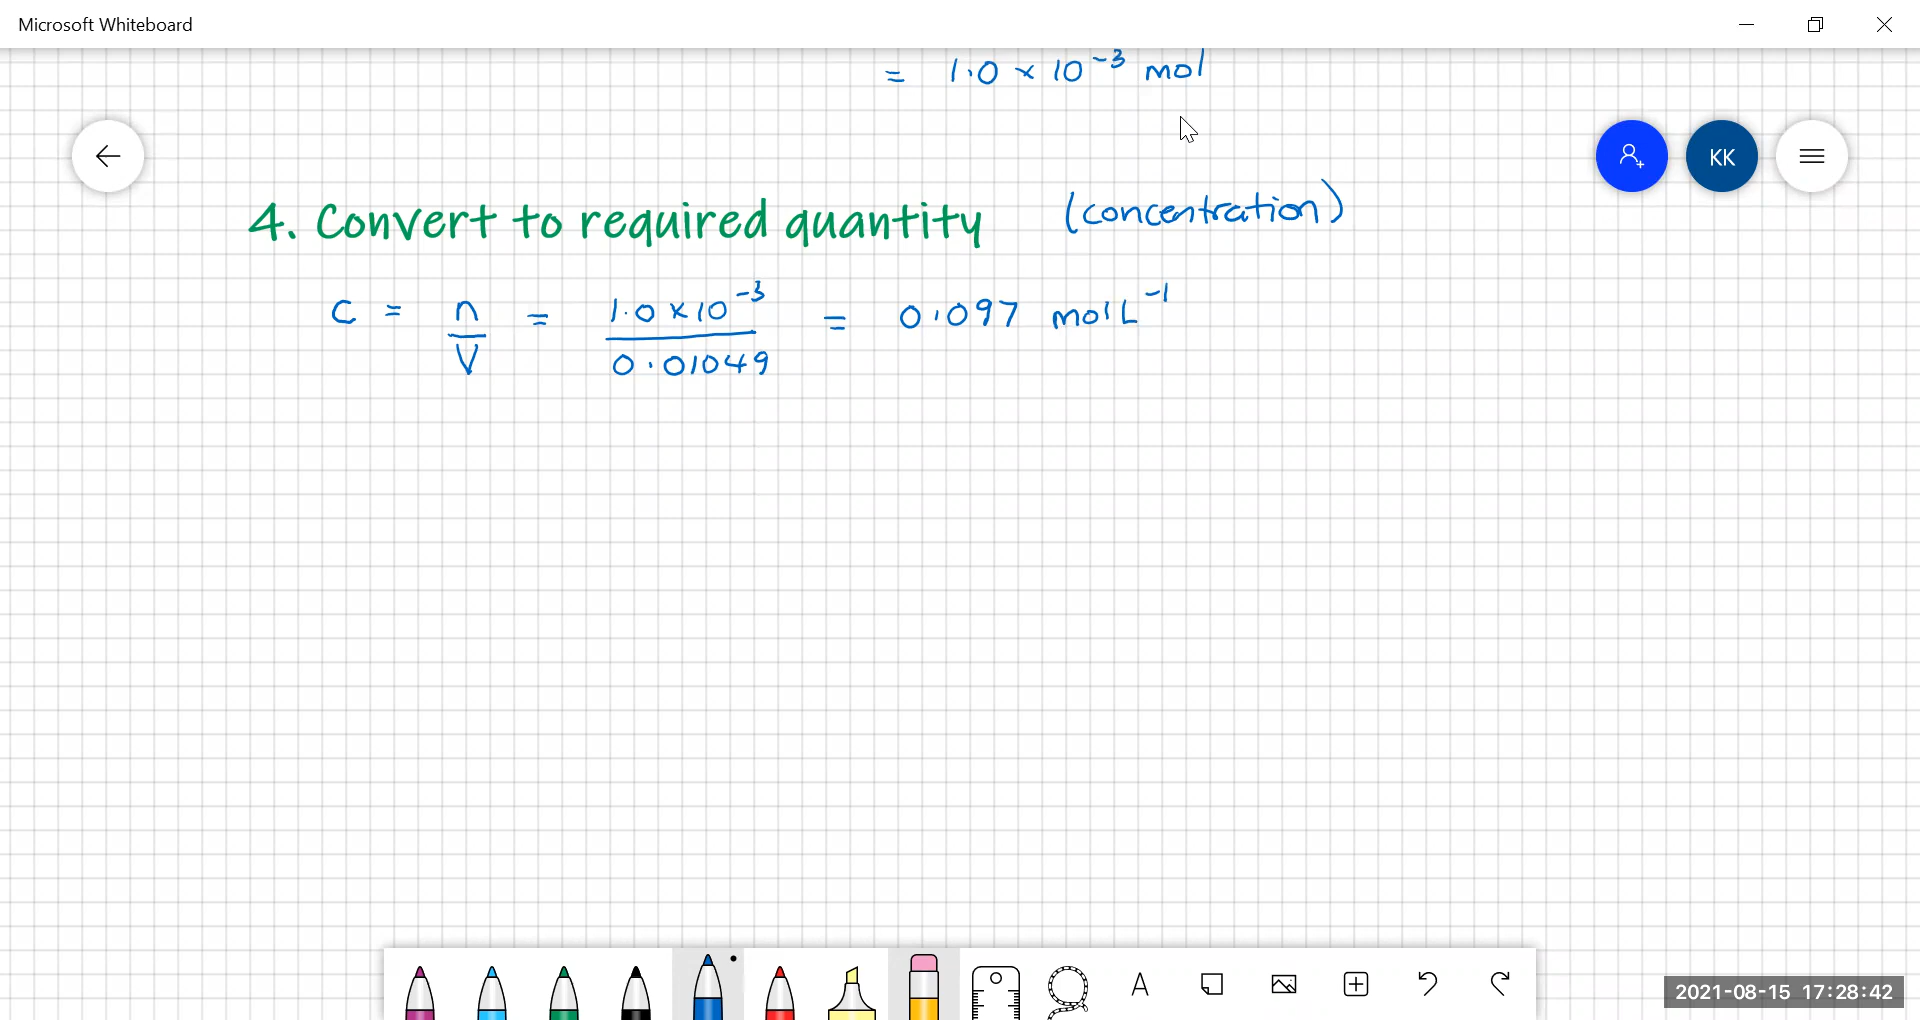 Microsoft Whiteboard
= 1.0 × 10⁻³ mol
KK
4. Convert to required quantity (concentration)
C = n/V = 1.0 × 10⁻³/0.01049 = 0.097 mol L⁻¹
A
2021-08-15 17:28:42